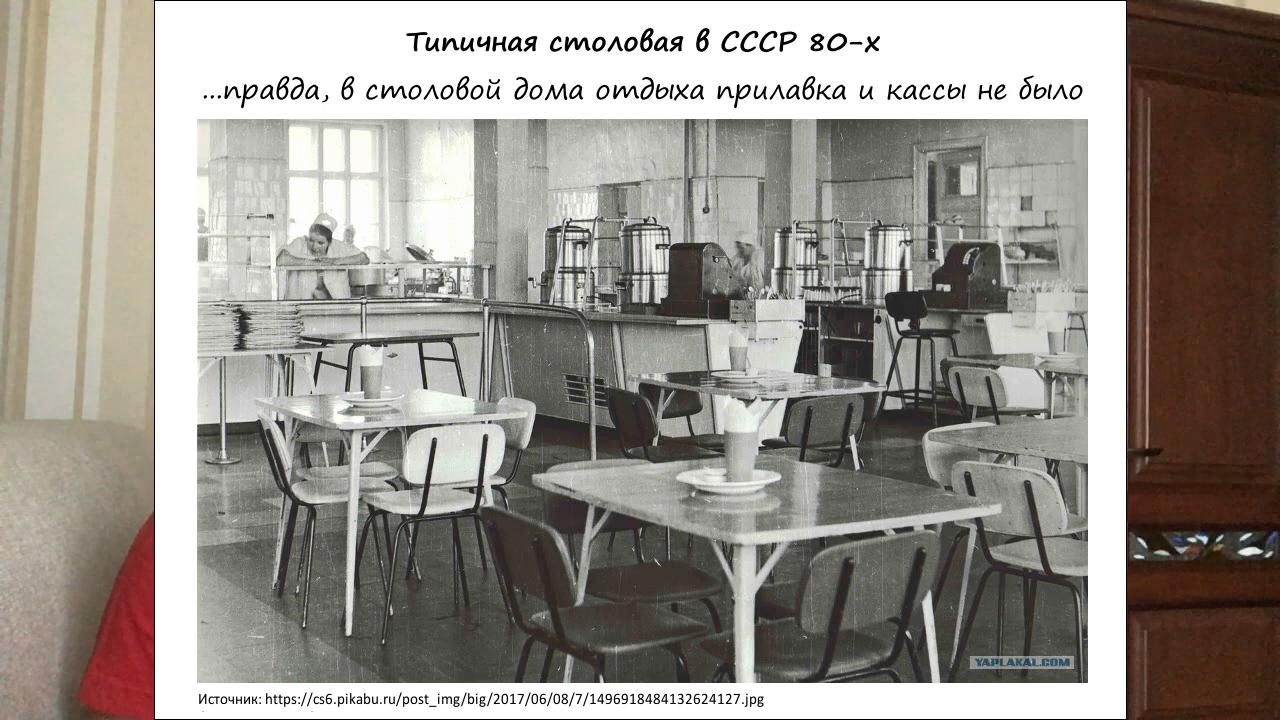 Типичная столовая в СССР 80-х
...правда, в столовой дома отдыха прилавка и кассы не было
YAPLAKAL.COM
Источник: https://cs6.pikabu.ru/post_img/big/2017/06/08/7/1496918484132624127.jpg